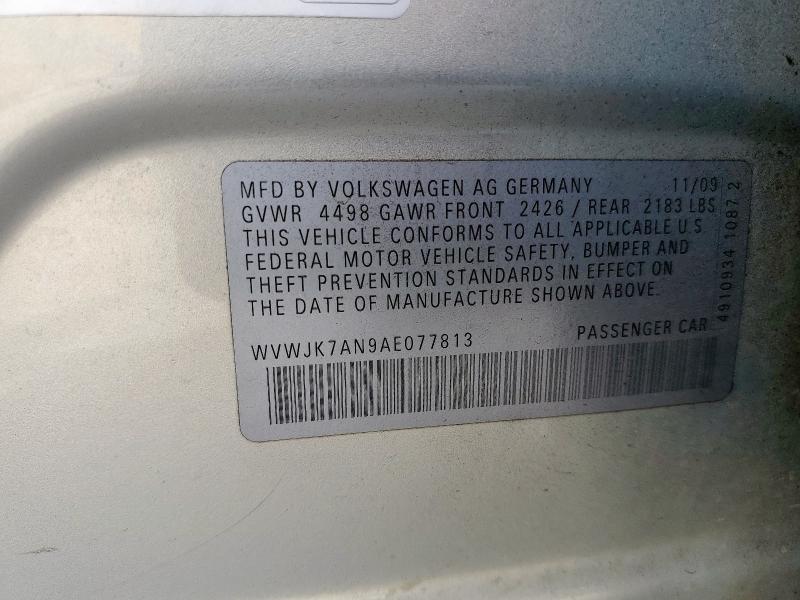 MFD BY VOLKSWAGEN AG GERMANY 11/09
GVWR 4498 GAWR FRONT 2426 / REAR 2183 LBS
THIS VEHICLE CONFORMS TO ALL APPLICABLE U.S
FEDERAL MOTOR VEHICLE SAFETY, BUMPER AND
THEFT PREVENTION STANDARDS IN EFFECT ON
THE DATE OF MANUFACTURE SHOWN ABOVE.
WVWJK7AN9AE077813 PASSENGER CAR
4910934 1087 2